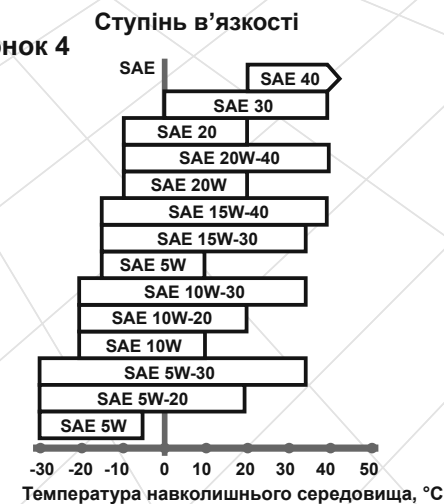 Ступінь в’язкості
нок 4
SAE
SAE 40
SAE 30
SAE 20
SAE 20W-40
SAE 20W
SAE 15W-40
SAE 15W-30
SAE 5W
SAE 10W-30
SAE 10W-20
SAE 10W
SAE 5W-30
SAE 5W-20
SAE 5W
-30 -20 -10 0 10 20 30 40 50
Температура навколишнього середовища, °С